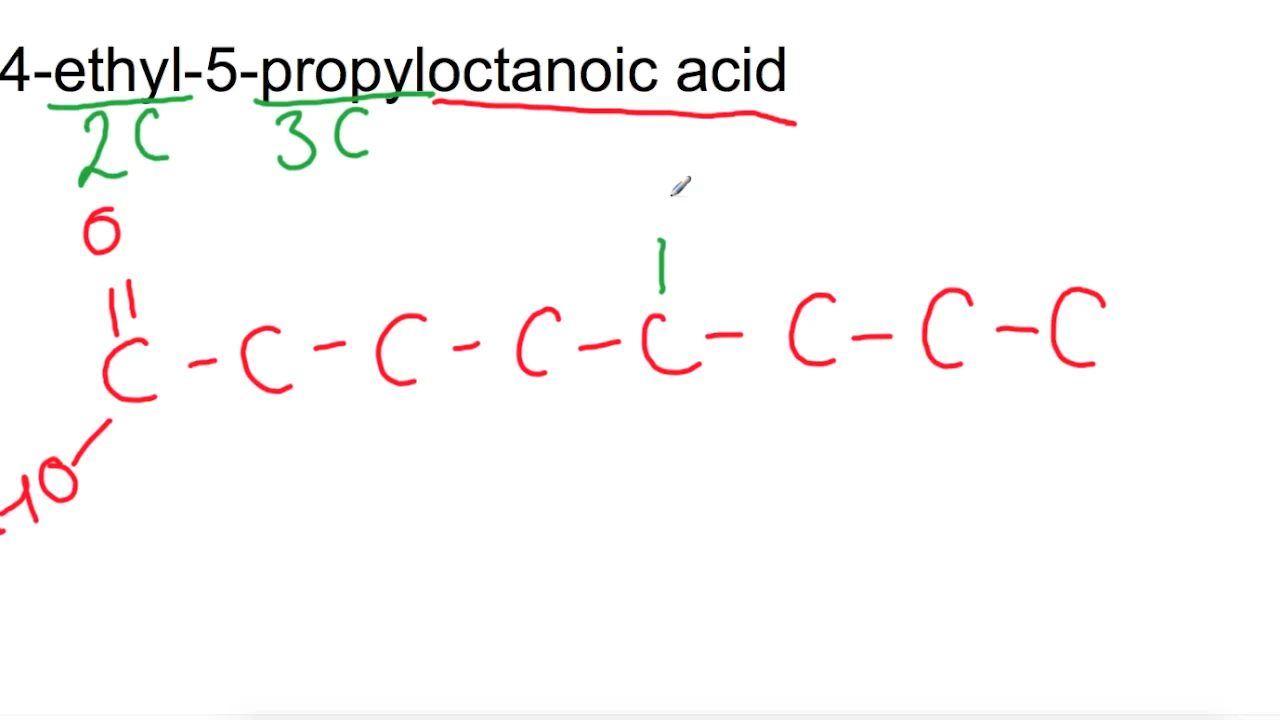 4-ethyl-5-propyloctanoic acid
2C 3C
O
C - C - C - C - C - C - C - C
HO